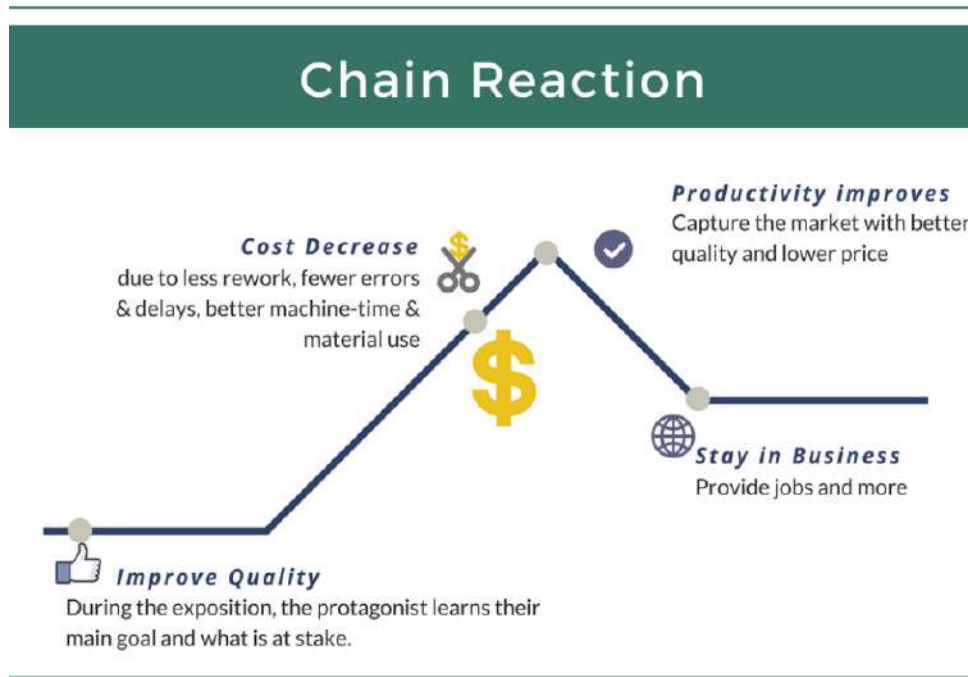 Chain Reaction
Productivity improves
Capture the market with better
quality and lower price
Cost Decrease
due to less rework, fewer errors
& delays, better machine-time &
material use
Stay in Business
Provide jobs and more
Improve Quality
During the exposition, the protagonist learns their
main goal and what is at stake.